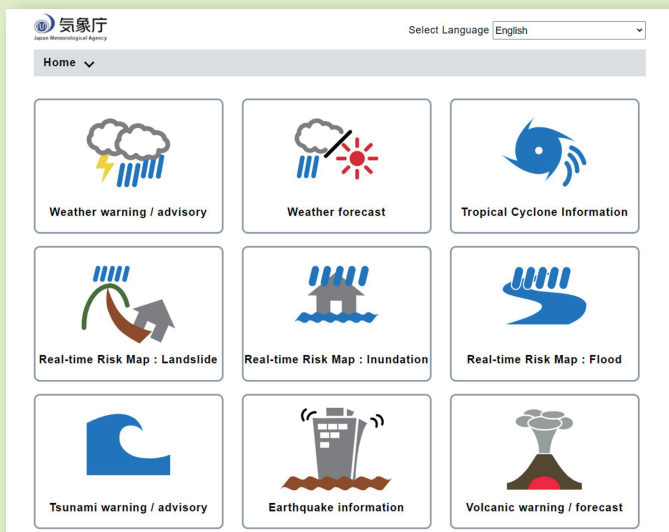 気象庁
Japan Meteorological Agency
Select Language English
Home
Weather warning / advisory
Weather forecast
Tropical Cyclone Information
Real-time Risk Map : Landslide
Real-time Risk Map : Inundation
Real-time Risk Map : Flood
Tsunami warning / advisory
Earthquake information
Volcanic warning / forecast